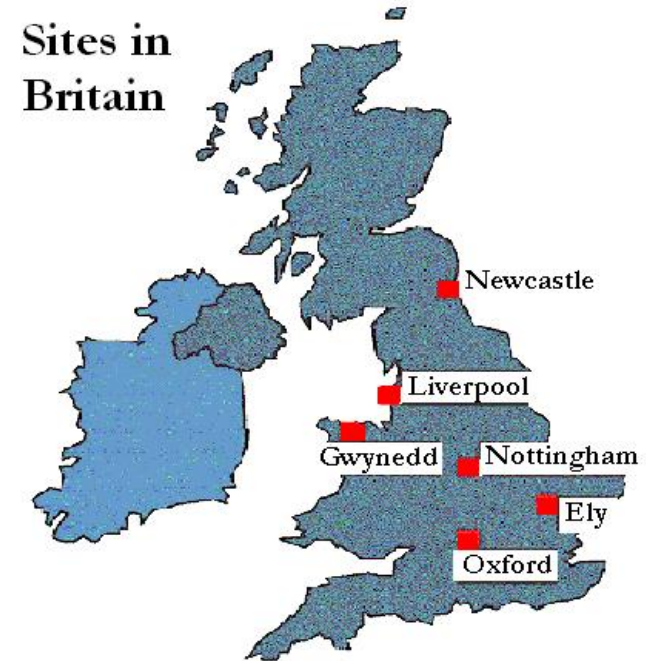 Sites in
Britain
Newcastle
Liverpool
Gwynedd
Nottingham
Ely
Oxford